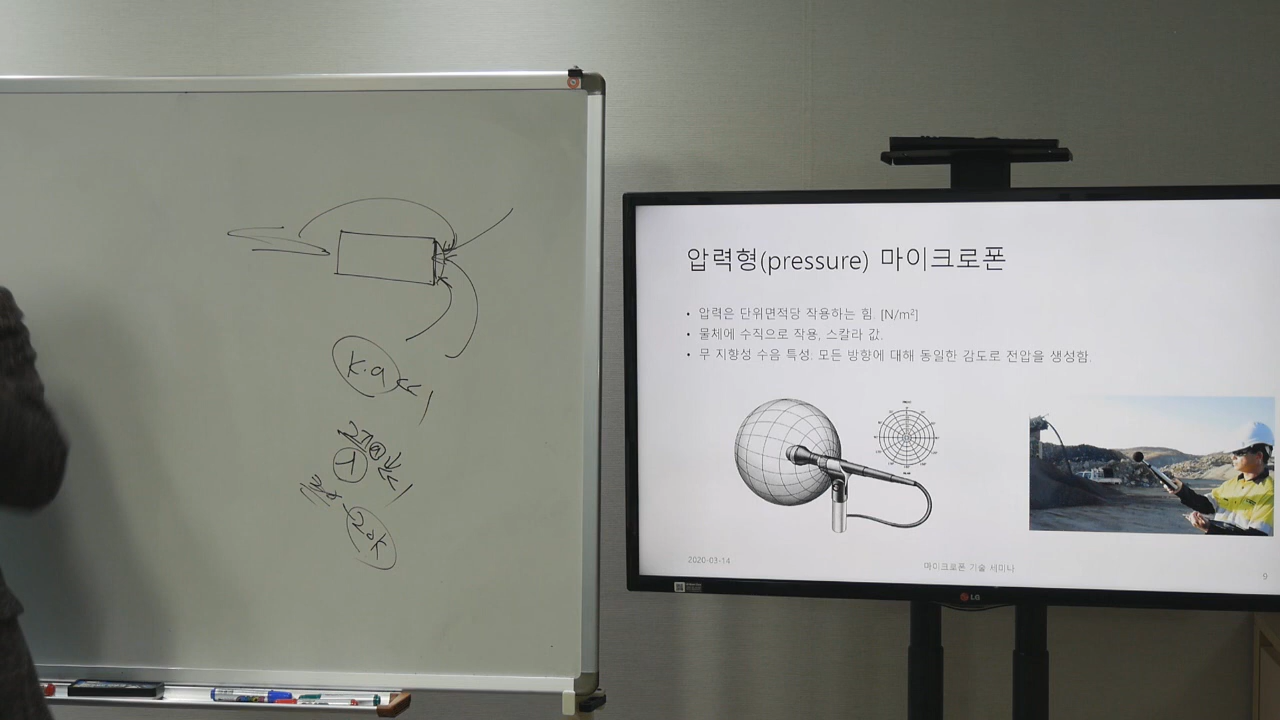 압력형(pressure) 마이크로폰
• 압력은 단위면적당 작용하는 힘. [N/m²]
• 물체에 수직으로 작용, 스칼라 값.
• 무 지향성 수음 특성. 모든 방향에 대해 동일한 감도로 전압을 생성함.
2020-03-14
마이크로폰 기술 세미나
9
LG
20k